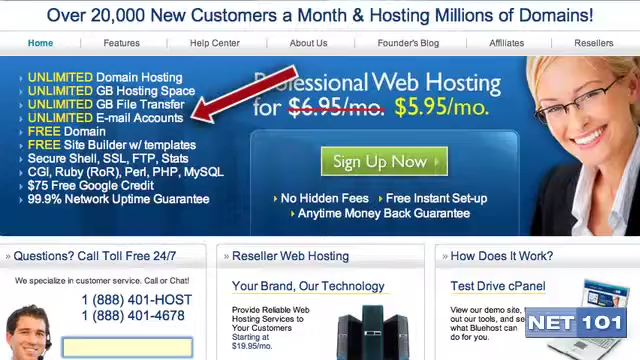 Over 20,000 New Customers a Month & Hosting Millions of Domains!
Home
Features
Help Center
About Us
Founder's Blog
Affiliates
Resellers
UNLIMITED Domain Hosting
UNLIMITED GB Hosting Space
UNLIMITED GB File Transfer
UNLIMITED E-mail Accounts
FREE Domain
FREE Site Builder w/ templates
Secure Shell, SSL, FTP, Stats
CGI, Ruby (RoR), Perl, PHP, MySQL
$75 Free Google Credit
99.9% Network Uptime Guarantee
Professional Web Hosting
for $6.95/mo. $5.95/mo.
Sign Up Now
No Hidden Fees
Free Instant Set-up
Anytime Money Back Guarantee
» Questions? Call Toll Free 24/7
We specialize in customer service. Call or Chat!
1 (888) 401-HOST
1 (888) 401-4678
» Reseller Web Hosting
Your Brand, Our Technology
Provide Reliable Web
Hosting Services to
Your Customers
Starting at
$19.95/mo.
» How Does It Work?
Test Drive cPanel
View our demo site,
out our tools, and se
what Bluehost can
do for you.
NET 101